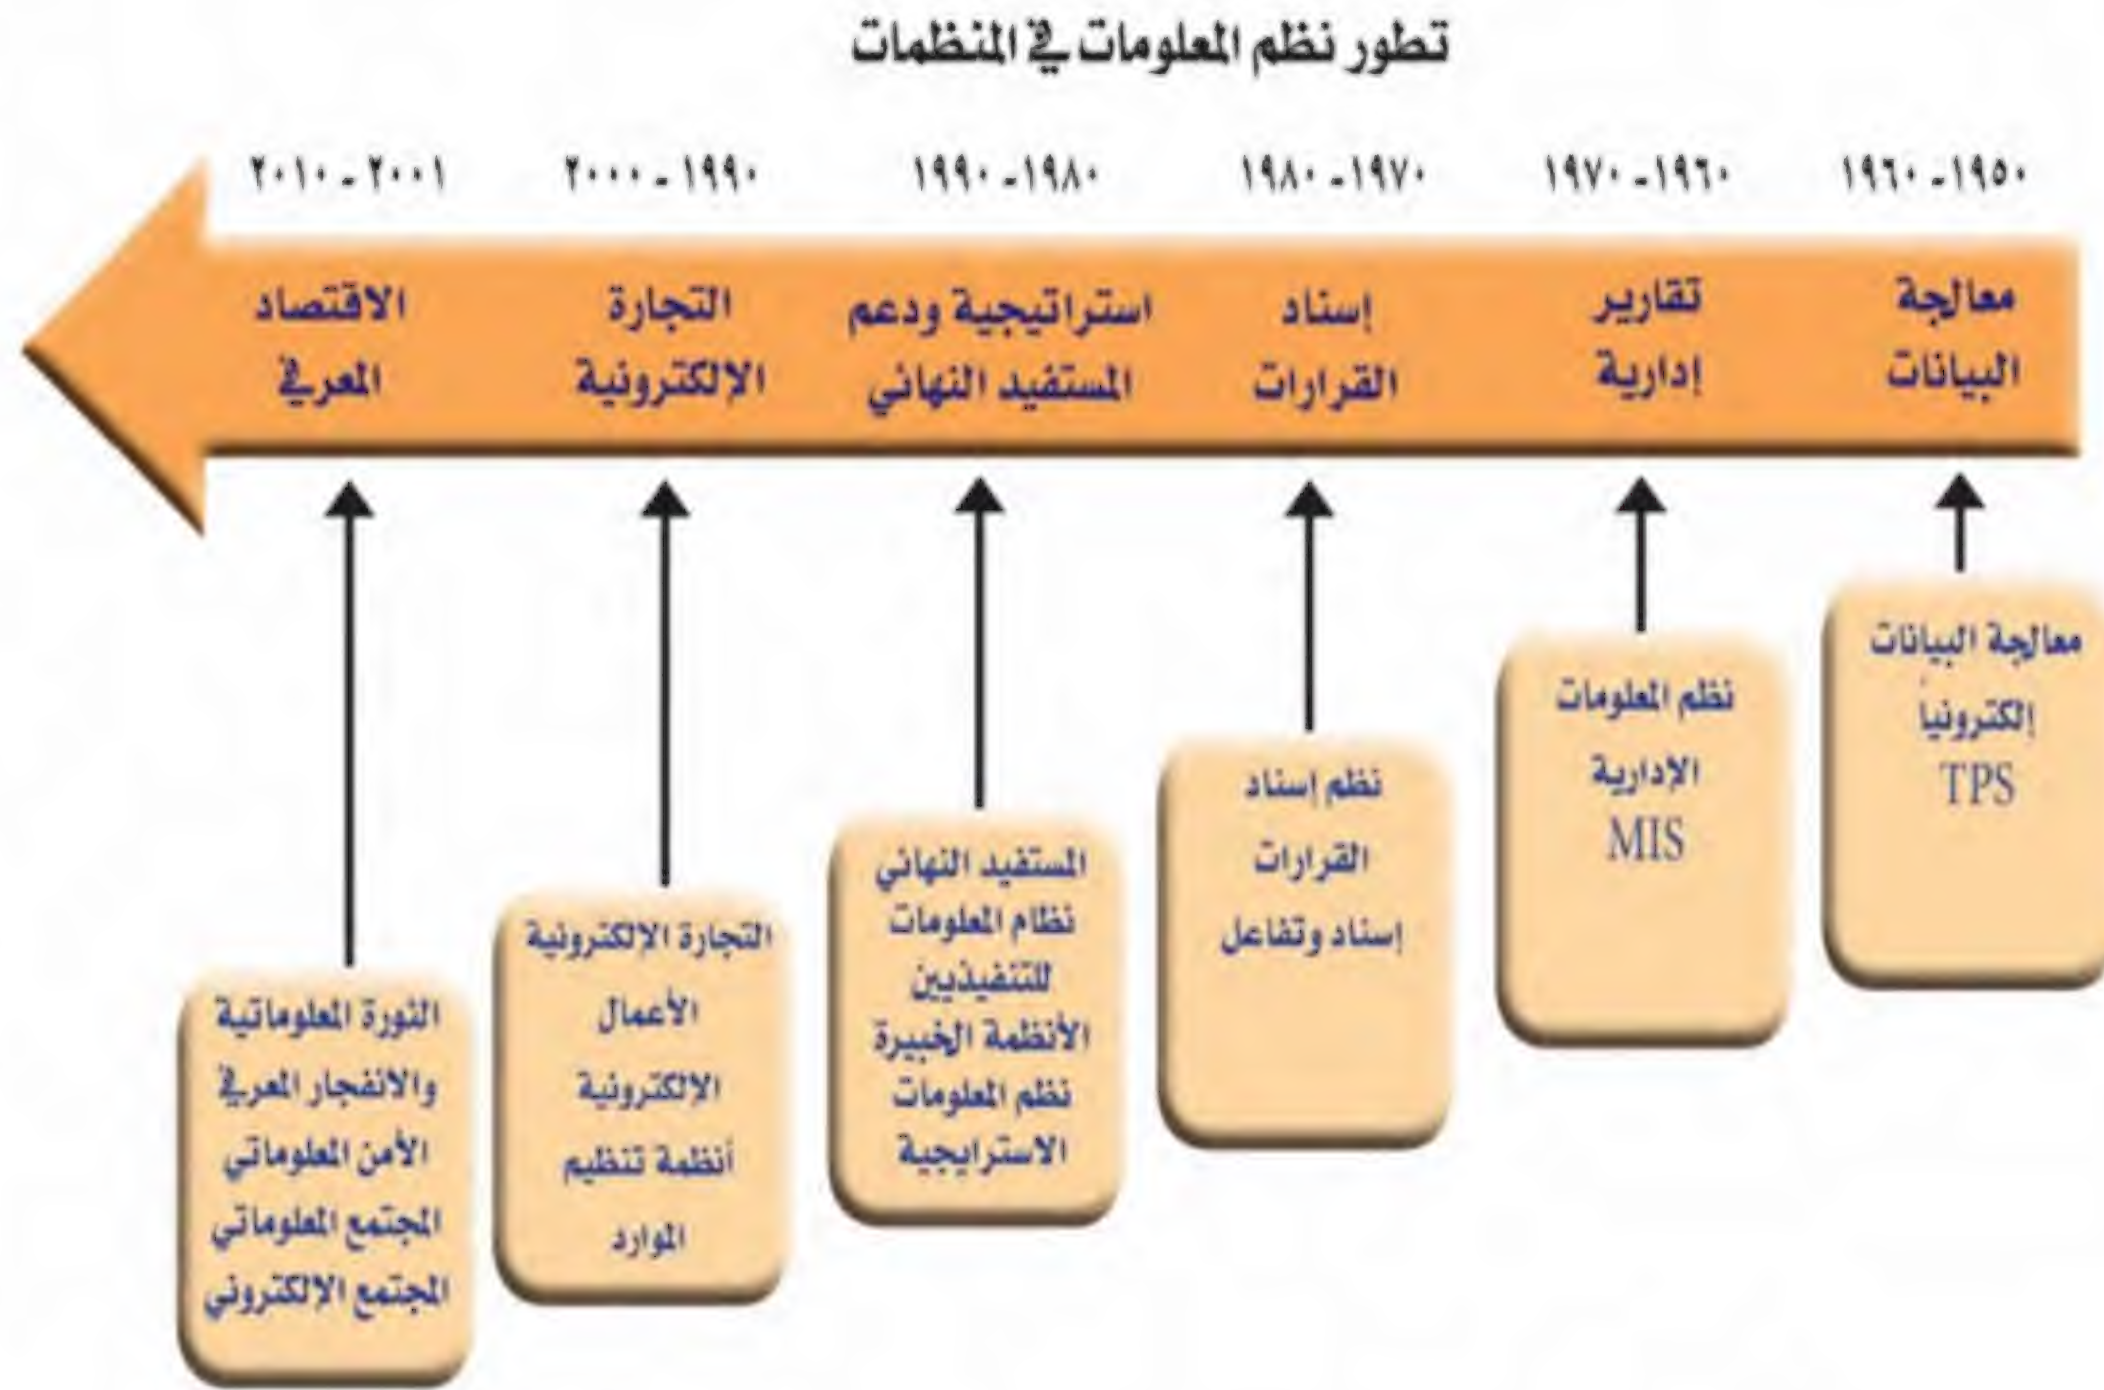 تطور نظم المعلومات في المنظمات
١٩٥٠ - ١٩٦٠
١٩٦٠ - ١٩٧٠
١٩٧٠ - ١٩٨٠
١٩٨٠ - ١٩٩٠
١٩٩٠ - ٢٠٠٠
٢٠٠١ - ٢٠١٠
معالجة
البيانات
تقارير
إدارية
إسناد
القرارات
استراتيجية ودعم
المستفيد النهائي
التجارة
الإلكترونية
الاقتصاد
المعرفي
معالجة البيانات
إلكترونياً
TPS
نظم المعلومات
الإدارية
MIS
نظم إسناد
القرارات
إسناد وتفاعل
المستفيد النهائي
نظام المعلومات
للتنفيذيين
الأنظمة الخبيرة
نظم المعلومات
الاسترايجية
التجارة الإلكترونية
الأعمال
الإلكترونية
أنظمة تنظيم
الموارد
الثورة المعلوماتية
والانفجار المعرفي
الأمن المعلوماتي
المجتمع المعلوماتي
المجتمع الإلكتروني